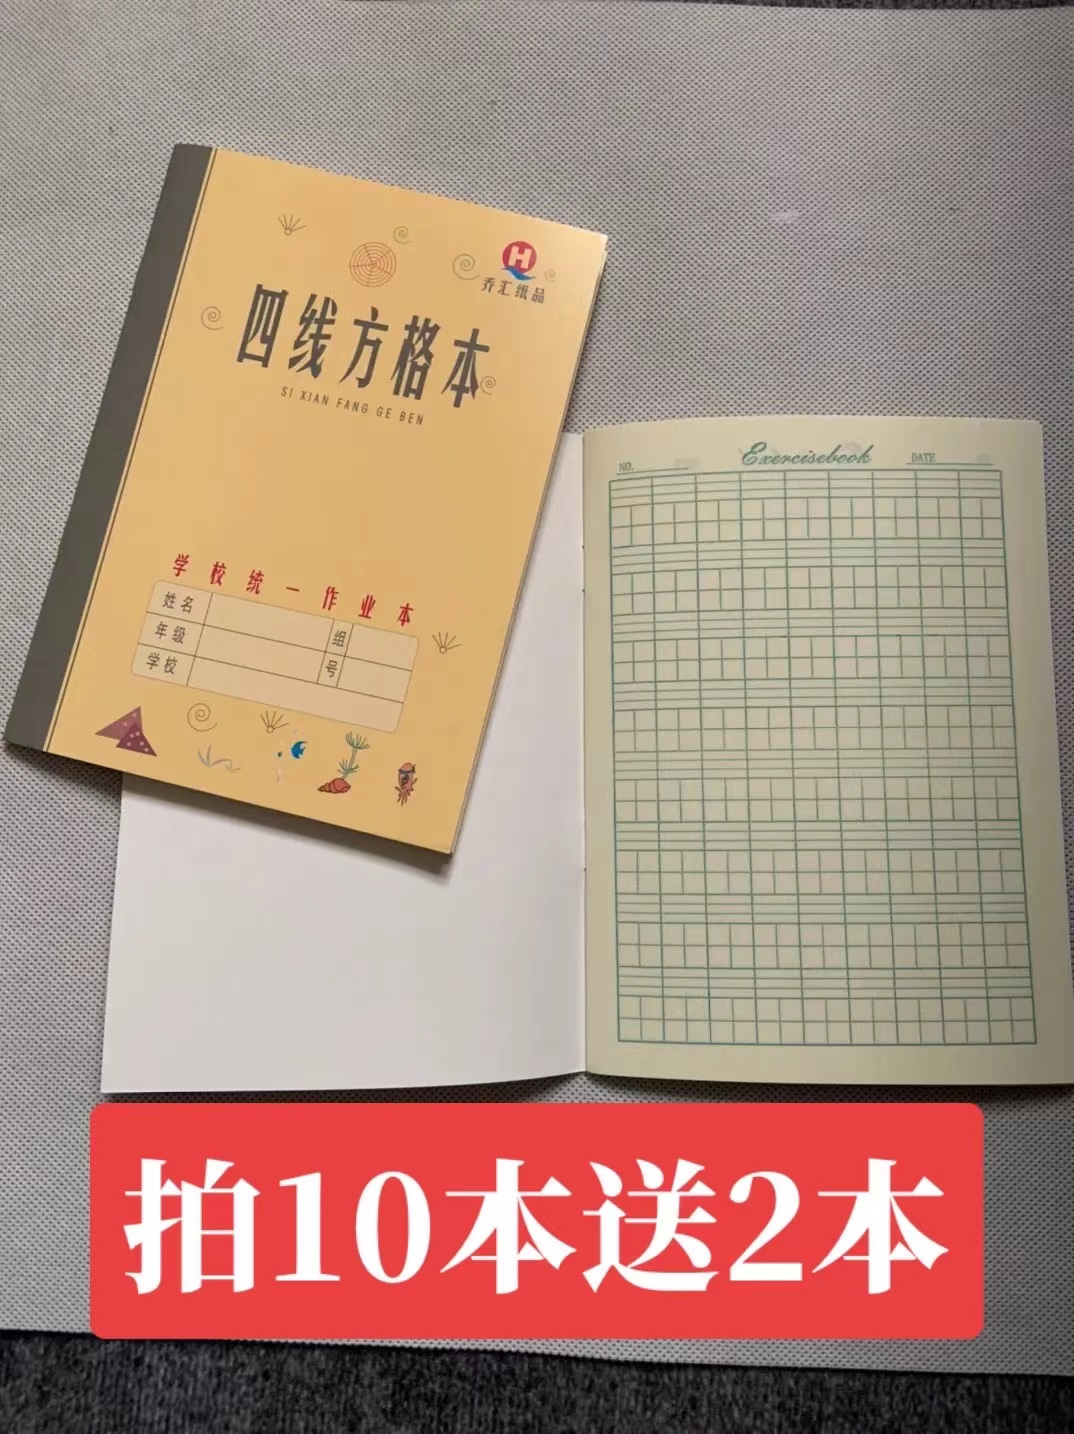 H
乔汇纸品
四线方格本
SI XIAN FANG GE BEN
学校统一作业本
姓名
年级 组
学校 号
NO. Exercisebook DATE
拍10本送2本